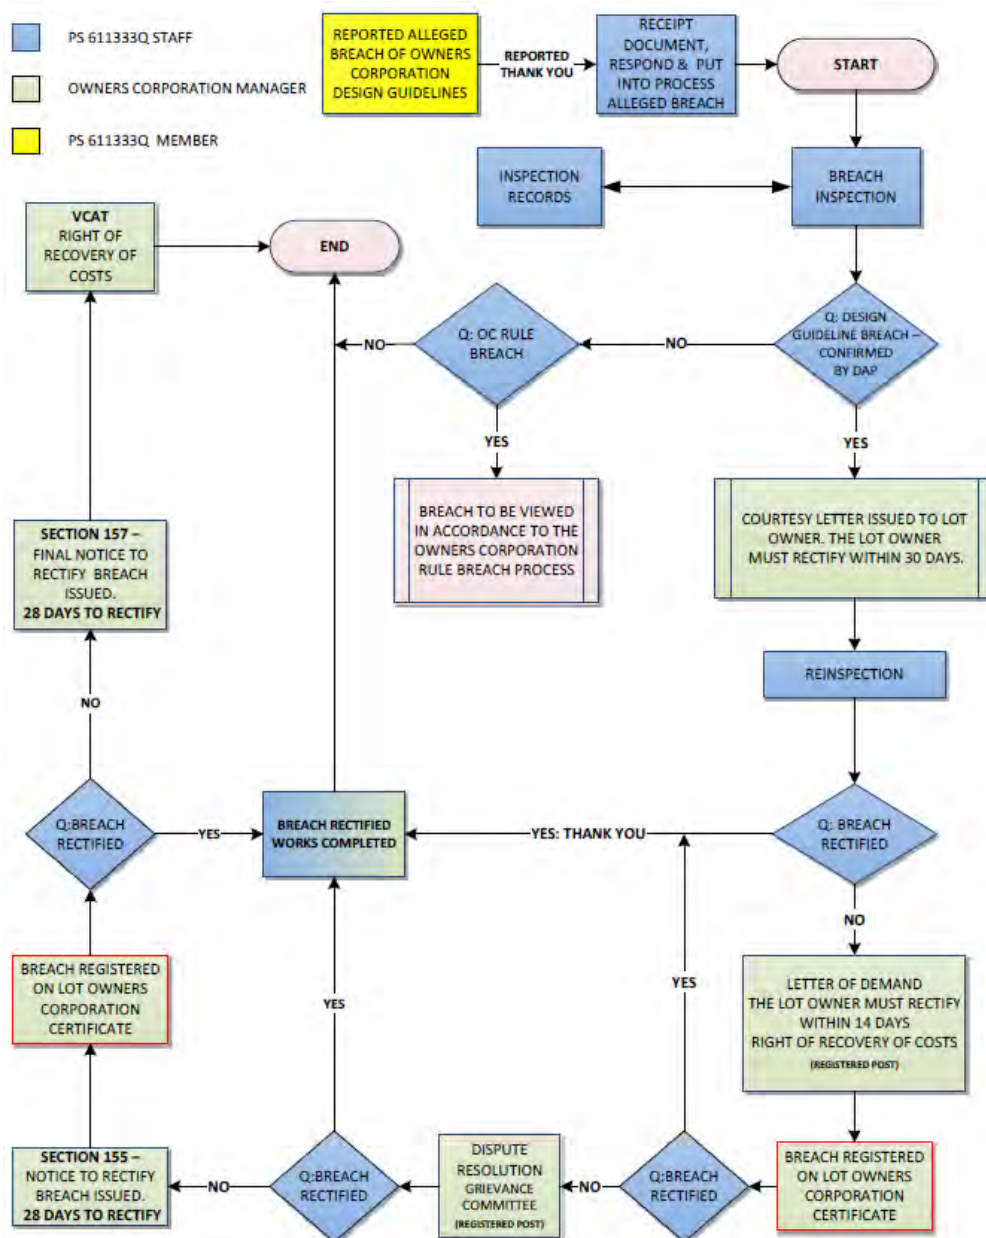 PS 611333Q STAFF
OWNERS CORPORATION MANAGER
PS 611333Q MEMBER
REPORTED ALLEGED
BREACH OF OWNERS
CORPORATION
DESIGN GUIDELINES
REPORTED
THANK YOU
RECEIPT
DOCUMENT,
RESPOND & PUT
INTO PROCESS
ALLEGED BREACH
START
INSPECTION
RECORDS
BREACH
INSPECTION
VCAT
RIGHT OF
RECOVERY OF
COSTS
END
Q: DESIGN
GUIDELINE BREACH –
CONFIRMED
BY DAP
NO
Q: OC RULE
BREACH
NO
YES
YES
BREACH TO BE VIEWED
IN ACCORDANCE TO THE
OWNERS CORPORATION
RULE BREACH PROCESS
COURTESY LETTER ISSUED TO LOT
OWNER. THE LOT OWNER
MUST RECTIFY WITHIN 30 DAYS.
SECTION 157 –
FINAL NOTICE TO
RECTIFY BREACH
ISSUED.
28 DAYS TO RECTIFY
REINSPECTION
NO
Q:BREACH
RECTIFIED
YES
BREACH RECTIFIED
WORKS COMPLETED
YES: THANK YOU
Q: BREACH
RECTIFIED
NO
BREACH REGISTERED
ON LOT OWNERS
CORPORATION
CERTIFICATE
YES
YES
LETTER OF DEMAND
THE LOT OWNER MUST RECTIFY
WITHIN 14 DAYS
RIGHT OF RECOVERY OF COSTS
(REGISTERED POST)
SECTION 155 –
NOTICE TO RECTIFY
BREACH ISSUED.
28 DAYS TO RECTIFY
NO
Q:BREACH
RECTIFIED
DISPUTE
RESOLUTION
GRIEVANCE
COMMITTEE
(REGISTERED POST)
NO
Q:BREACH
RECTIFIED
BREACH REGISTERED
ON LOT OWNERS
CORPORATION
CERTIFICATE